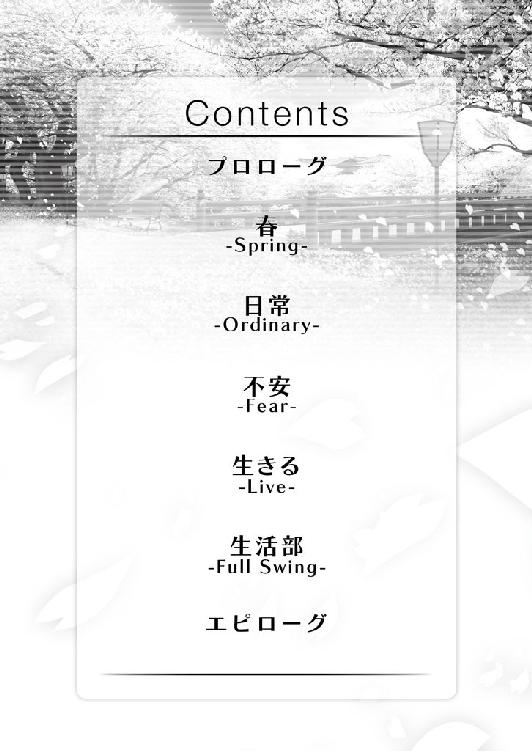 Contents
プロローグ
春
-Spring-
日常
-Ordinary-
不安
-Fear-
生きる
-Live-
生活部
-Full Swing-
エピローグ